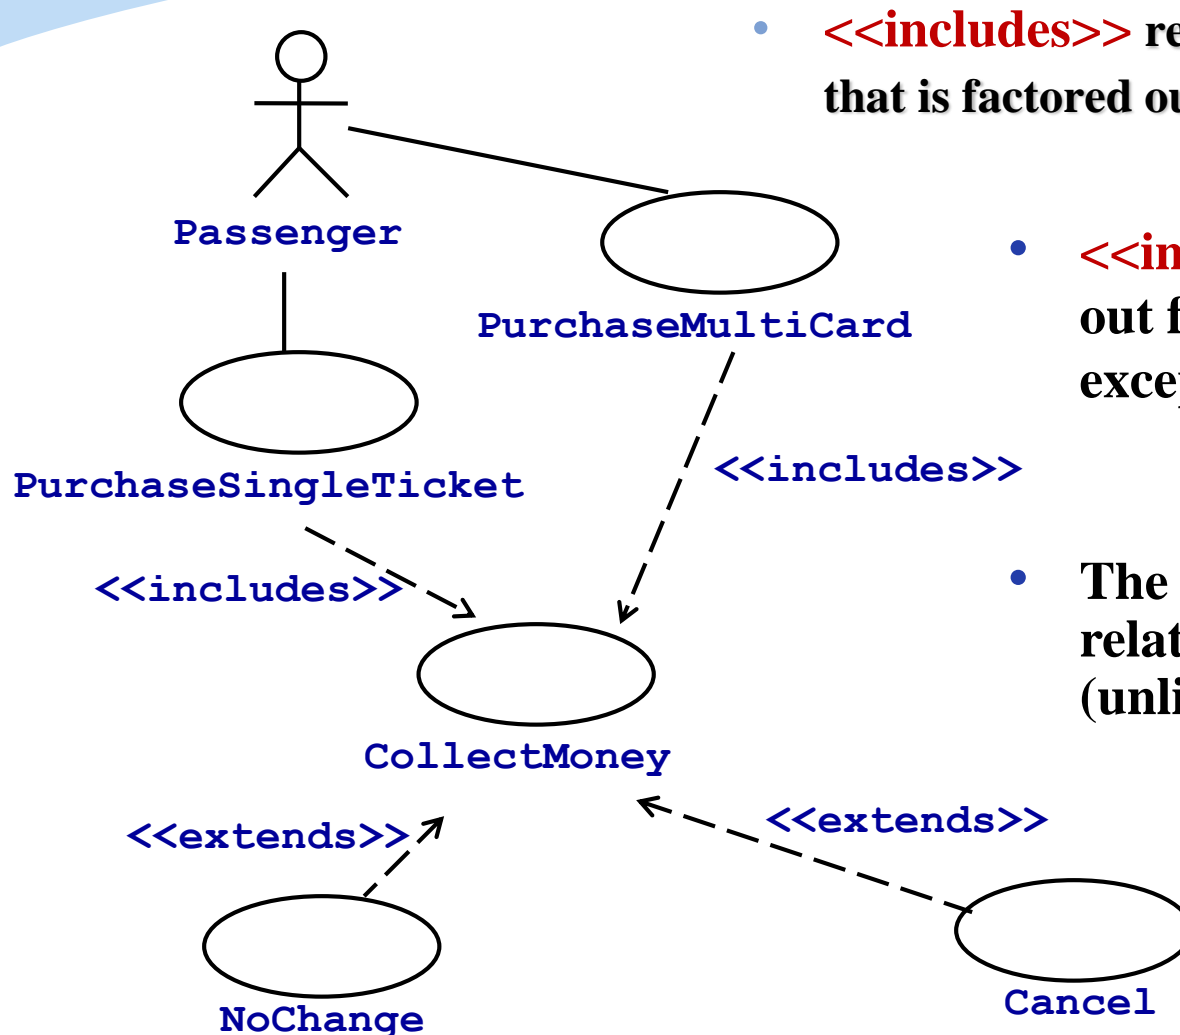 • <<includes>> re
that is factored ou
Passenger
• <<in
out f
excep
PurchaseMultiCard
<<includes>>
PurchaseSingleTicket
<<includes>>
• The
relat
(unli
CollectMoney
<<extends>>
<<extends>>
NoChange
Cancel